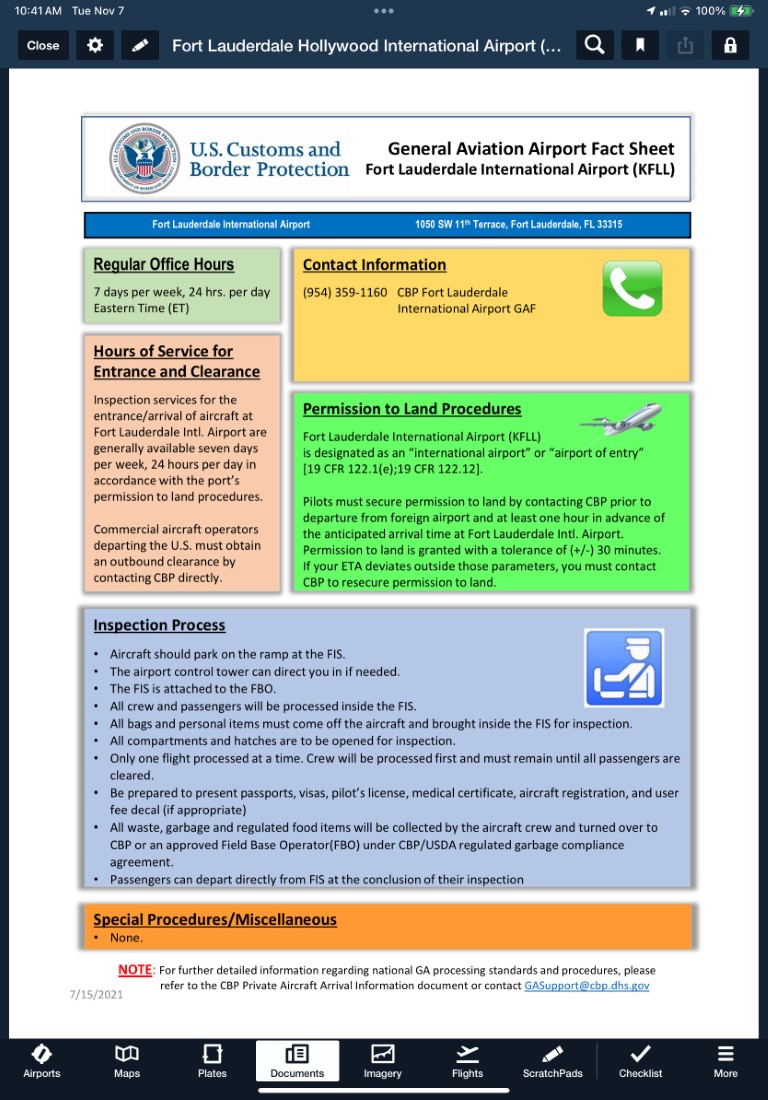 10:41 AM Tue Nov 7
100%
Close
Fort Lauderdale Hollywood International Airport (...
U.S. Customs and
Border Protection
General Aviation Airport Fact Sheet
Fort Lauderdale International Airport (KFLL)
Fort Lauderdale International Airport 1050 SW 11th Terrace, Fort Lauderdale, FL 33315
Regular Office Hours
7 days per week, 24 hrs. per day
Eastern Time (ET)
Contact Information
(954) 359-1160 CBP Fort Lauderdale
International Airport GAF
Hours of Service for
Entrance and Clearance
Inspection services for the
entrance/arrival of aircraft at
Fort Lauderdale Intl. Airport are
generally available seven days
per week, 24 hours per day in
accordance with the port's
permission to land procedures.
Commercial aircraft operators
departing the U.S. must obtain
an outbound clearance by
contacting CBP directly.
Permission to Land Procedures
Fort Lauderdale International Airport (KFLL)
is designated as an "international airport" or "airport of entry"
[19 CFR 122.1(e);19 CFR 122.12].
Pilots must secure permission to land by contacting CBP prior to
departure from foreign airport and at least one hour in advance of
the anticipated arrival time at Fort Lauderdale Intl. Airport.
Permission to land is granted with a tolerance of (+/-) 30 minutes.
If your ETA deviates outside those parameters, you must contact
CBP to resecure permission to land.
Inspection Process
• Aircraft should park on the ramp at the FIS.
• The airport control tower can direct you in if needed.
• The FIS is attached to the FBO.
• All crew and passengers will be processed inside the FIS.
• All bags and personal items must come off the aircraft and brought inside the FIS for inspection.
• All compartments and hatches are to be opened for inspection.
• Only one flight processed at a time. Crew will be processed first and must remain until all passengers are
cleared.
• Be prepared to present passports, visas, pilot's license, medical certificate, aircraft registration, and user
fee decal (if appropriate)
• All waste, garbage and regulated food items will be collected by the aircraft crew and turned over to
CBP or an approved Field Base Operator(FBO) under CBP/USDA regulated garbage compliance
agreement.
• Passengers can depart directly from FIS at the conclusion of their inspection
Special Procedures/Miscellaneous
• None.
NOTE: For further detailed information regarding national GA processing standards and procedures, please
refer to the CBP Private Aircraft Arrival Information document or contact GASupport@cbp.dhs.gov
7/15/2021
Airports
Maps
Plates
Documents
Imagery
Flights
ScratchPads
Checklist
More